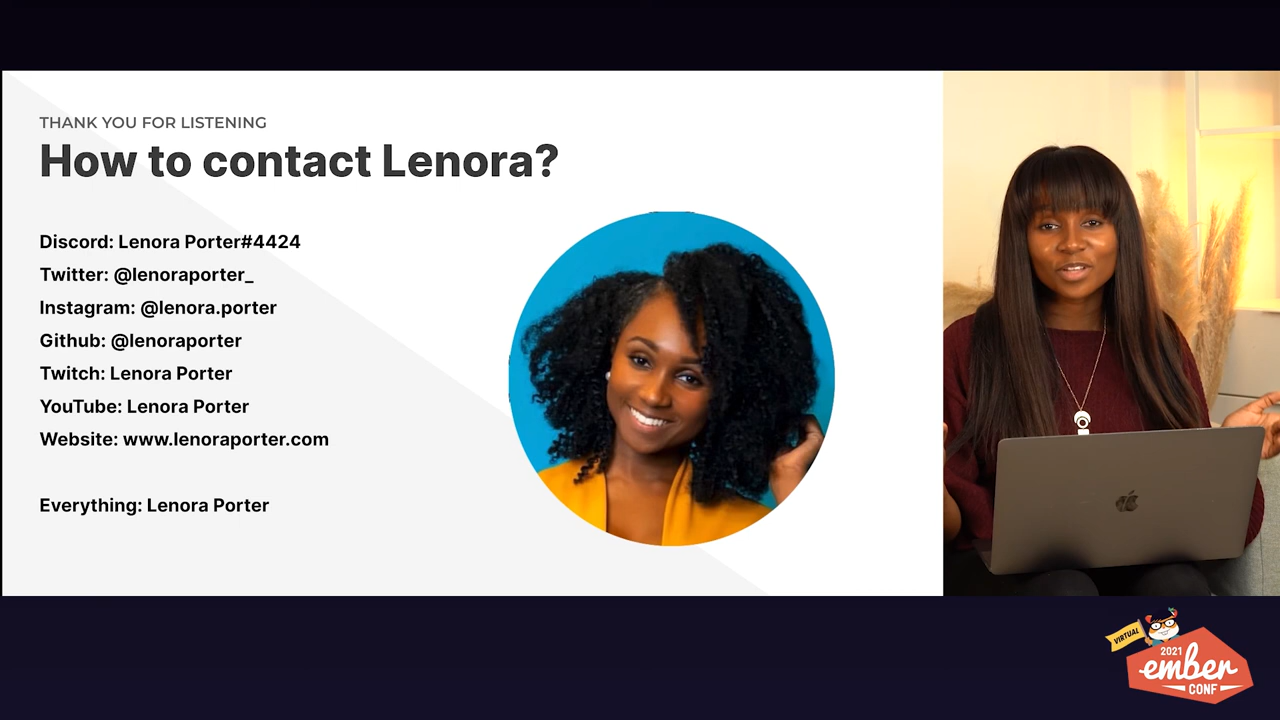 THANK YOU FOR LISTENING
How to contact Lenora?
Discord: Lenora Porter#4424
Twitter: @lenoraporter_
Instagram: @lenora.porter
Github: @lenoraporter
Twitch: Lenora Porter
YouTube: Lenora Porter
Website: www.lenoraporter.com
Everything: Lenora Porter
VIRTUAL
2021
ember
CONF